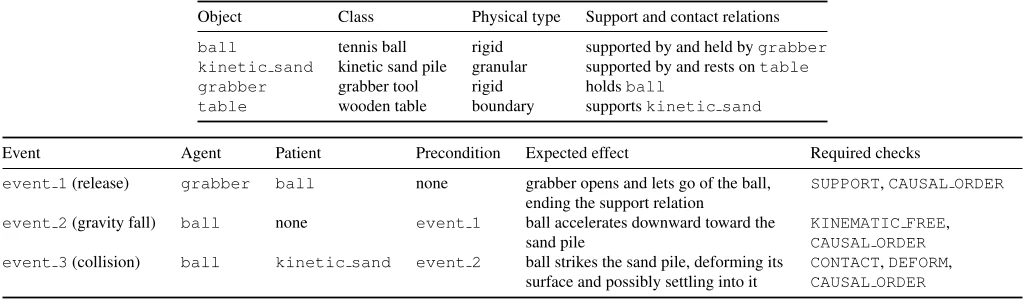 Object Class Physical type Support and contact relations
ball tennis ball rigid supported by and held by grabber
kinetic_sand kinetic sand pile granular supported by and rests on table
grabber grabber tool rigid holds ball
table wooden table boundary supports kinetic_sand
Event Agent Patient Precondition Expected effect Required checks
event_1 (release) grabber ball none grabber opens and lets go of the ball, SUPPORT, CAUSAL_ORDER
ending the support relation
event_2 (gravity fall) ball none event_1 ball accelerates downward toward the KINEMATIC_FREE,
sand pile CAUSAL_ORDER
event_3 (collision) ball kinetic_sand event_2 ball strikes the sand pile, deforming its CONTACT, DEFORM,
surface and possibly settling into it CAUSAL_ORDER